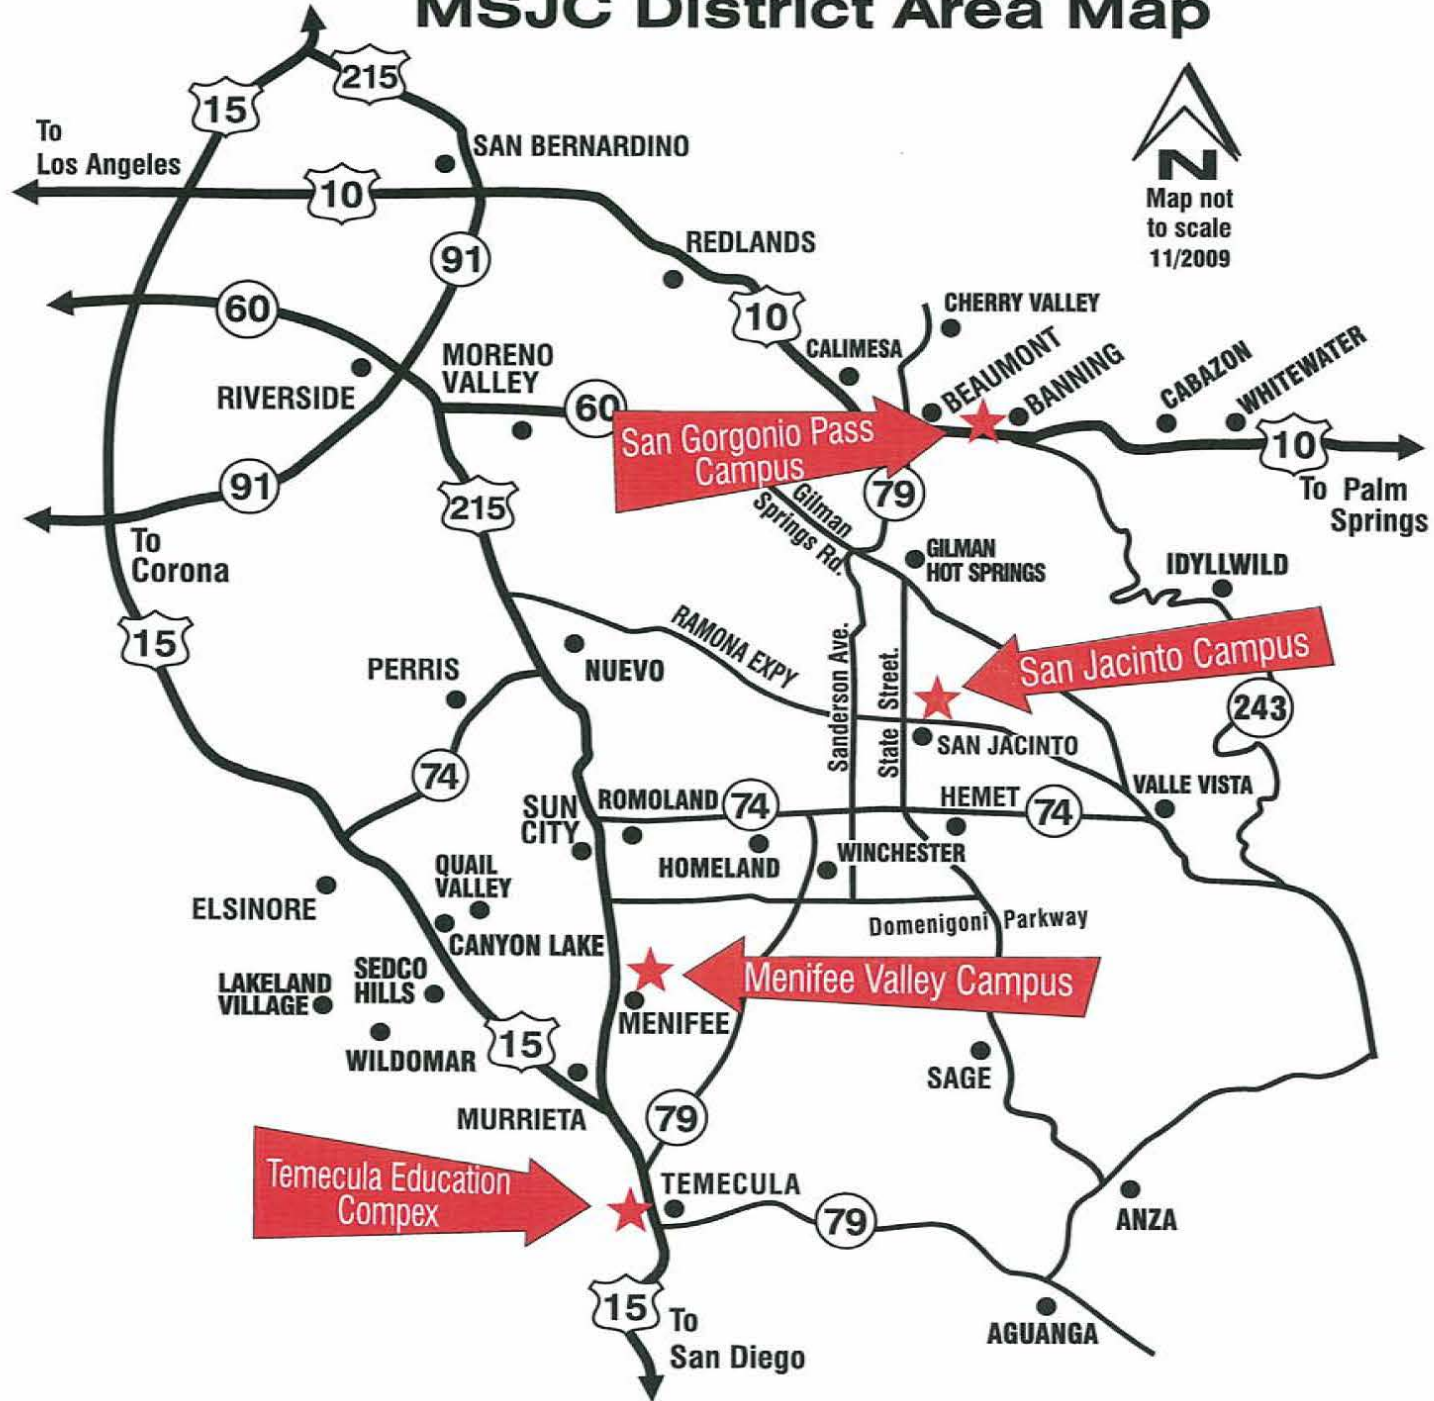 MSJC District Area Map
215
15
To
Los Angeles
SAN BERNARDINO
10
N
Map not
to scale
11/2009
REDLANDS
91
60
10
CHERRY VALLEY
CALIMESA
BEAUMONT
BANNING
CABAZON
WHITEWATER
MORENO
VALLEY
RIVERSIDE
60
San Gorgonio Pass
Campus
10
To Palm
Springs
91
215
79
Gilman
Springs Rd.
To
Corona
GILMAN
HOT SPRINGS
IDYLLWILD
15
RAMONA EXPY
NUEVO
PERRIS
Sanderson Ave.
State Street.
San Jacinto Campus
243
SAN JACINTO
74
SUN
CITY
ROMOLAND
74
HEMET
74
VALLE VISTA
HOMELAND
WINCHESTER
QUAIL
VALLEY
ELSINORE
CANYON LAKE
Domenigoni Parkway
LAKELAND
VILLAGE
SEDCO
HILLS
Menifee Valley Campus
MENIFEE
WILDOMAR
15
SAGE
MURRIETA
79
Temecula Education
Compex
TEMECULA
79
ANZA
15
To
San Diego
AGUANGA